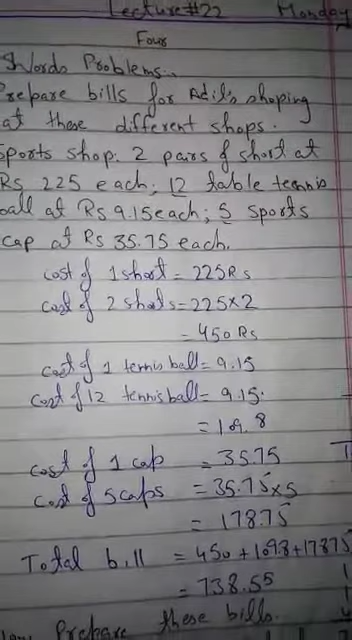 Lecture#22 Monday
Four
Words Problems..
Prepare bills for Adil's shoping
at these different shops.
Sports shop. 2 pairs of short at
Rs 225 each; 12 table tennis
ball at Rs 9.15 each; 5 sports
cap at Rs 35.75 each.
cost of 1 short = 225Rs
cost of 2 shorts = 225×2
= 450 Rs
cost of 1 tennis ball = 9.15
cost of 12 tennis ball = 9.15.
= 109.8
cost of 1 cap = 35.75
cost of 5 caps = 35.75×5
= 178.75
Total bill = 450+109.8+178.75
= 738.55
Prepare these bills.